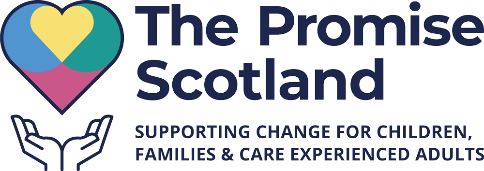 The Promise
Scotland
SUPPORTING CHANGE FOR CHILDREN,
FAMILIES & CARE EXPERIENCED ADULTS